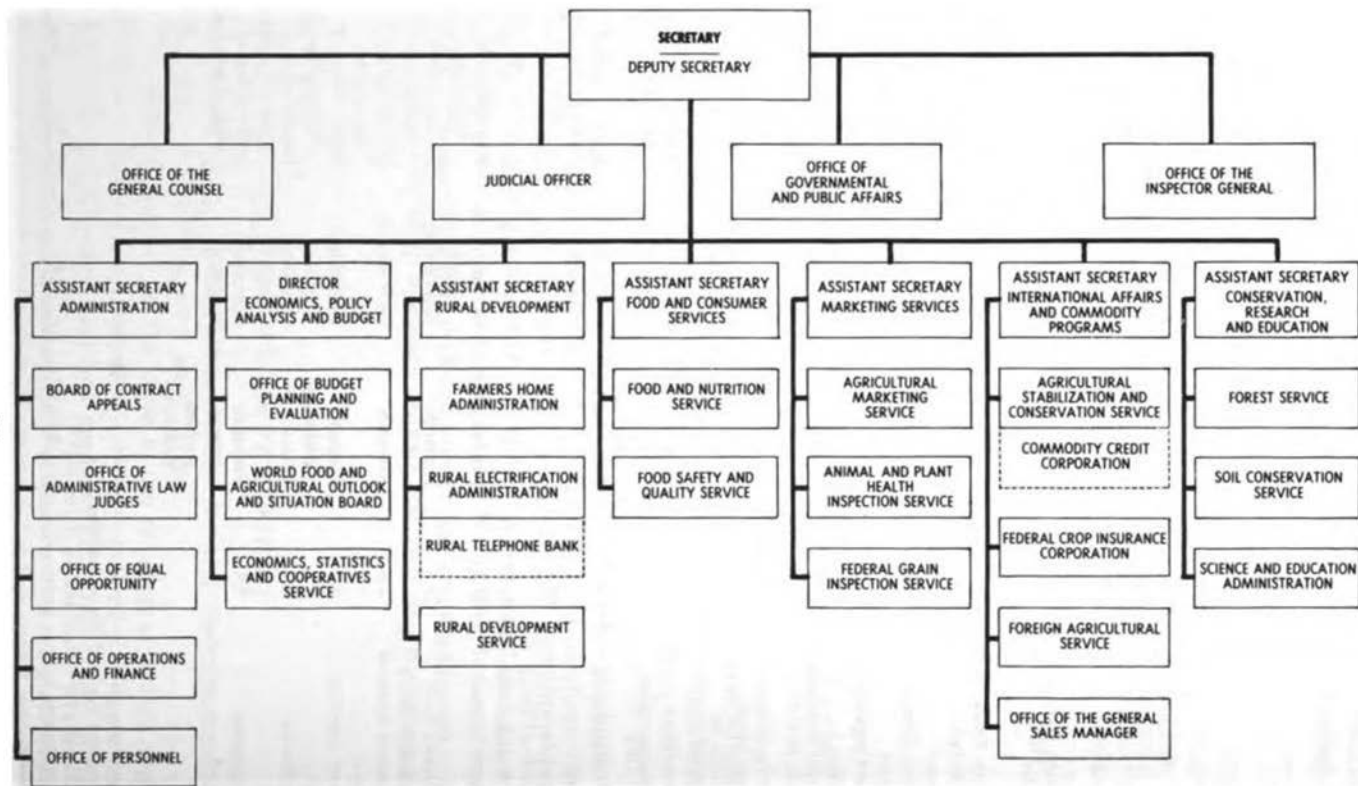 SECRETARY
DEPUTY SECRETARY
OFFICE OF THE
GENERAL COUNSEL
JUDICIAL OFFICER
OFFICE OF
GOVERNMENTAL
AND PUBLIC AFFAIRS
OFFICE OF THE
INSPECTOR GENERAL
ASSISTANT SECRETARY
ADMINISTRATION
BOARD OF CONTRACT
APPEALS
OFFICE OF
ADMINISTRATIVE LAW
JUDGES
OFFICE OF EQUAL
OPPORTUNITY
OFFICE OF OPERATIONS
AND FINANCE
OFFICE OF PERSONNEL
DIRECTOR
ECONOMICS, POLICY
ANALYSIS AND BUDGET
OFFICE OF BUDGET
PLANNING AND
EVALUATION
WORLD FOOD AND
AGRICULTURAL OUTLOOK
AND SITUATION BOARD
ECONOMICS, STATISTICS
AND COOPERATIVES
SERVICE
ASSISTANT SECRETARY
RURAL DEVELOPMENT
FARMERS HOME
ADMINISTRATION
RURAL ELECTRIFICATION
ADMINISTRATION
RURAL TELEPHONE BANK
RURAL DEVELOPMENT
SERVICE
ASSISTANT SECRETARY
FOOD AND CONSUMER
SERVICES
FOOD AND NUTRITION
SERVICE
FOOD SAFETY AND
QUALITY SERVICE
ASSISTANT SECRETARY
MARKETING SERVICES
AGRICULTURAL
MARKETING
SERVICE
ANIMAL AND PLANT
HEALTH
INSPECTION SERVICE
FEDERAL GRAIN
INSPECTION SERVICE
ASSISTANT SECRETARY
INTERNATIONAL AFFAIRS
AND COMMODITY
PROGRAMS
AGRICULTURAL
STABILIZATION AND
CONSERVATION SERVICE
COMMODITY CREDIT
CORPORATION
FEDERAL CROP INSURANCE
CORPORATION
FOREIGN AGRICULTURAL
SERVICE
OFFICE OF THE GENERAL
SALES MANAGER
ASSISTANT SECRETARY
CONSERVATION,
RESEARCH
AND EDUCATION
FOREST SERVICE
SOIL CONSERVATION
SERVICE
SCIENCE AND EDUCATION
ADMINISTRATION